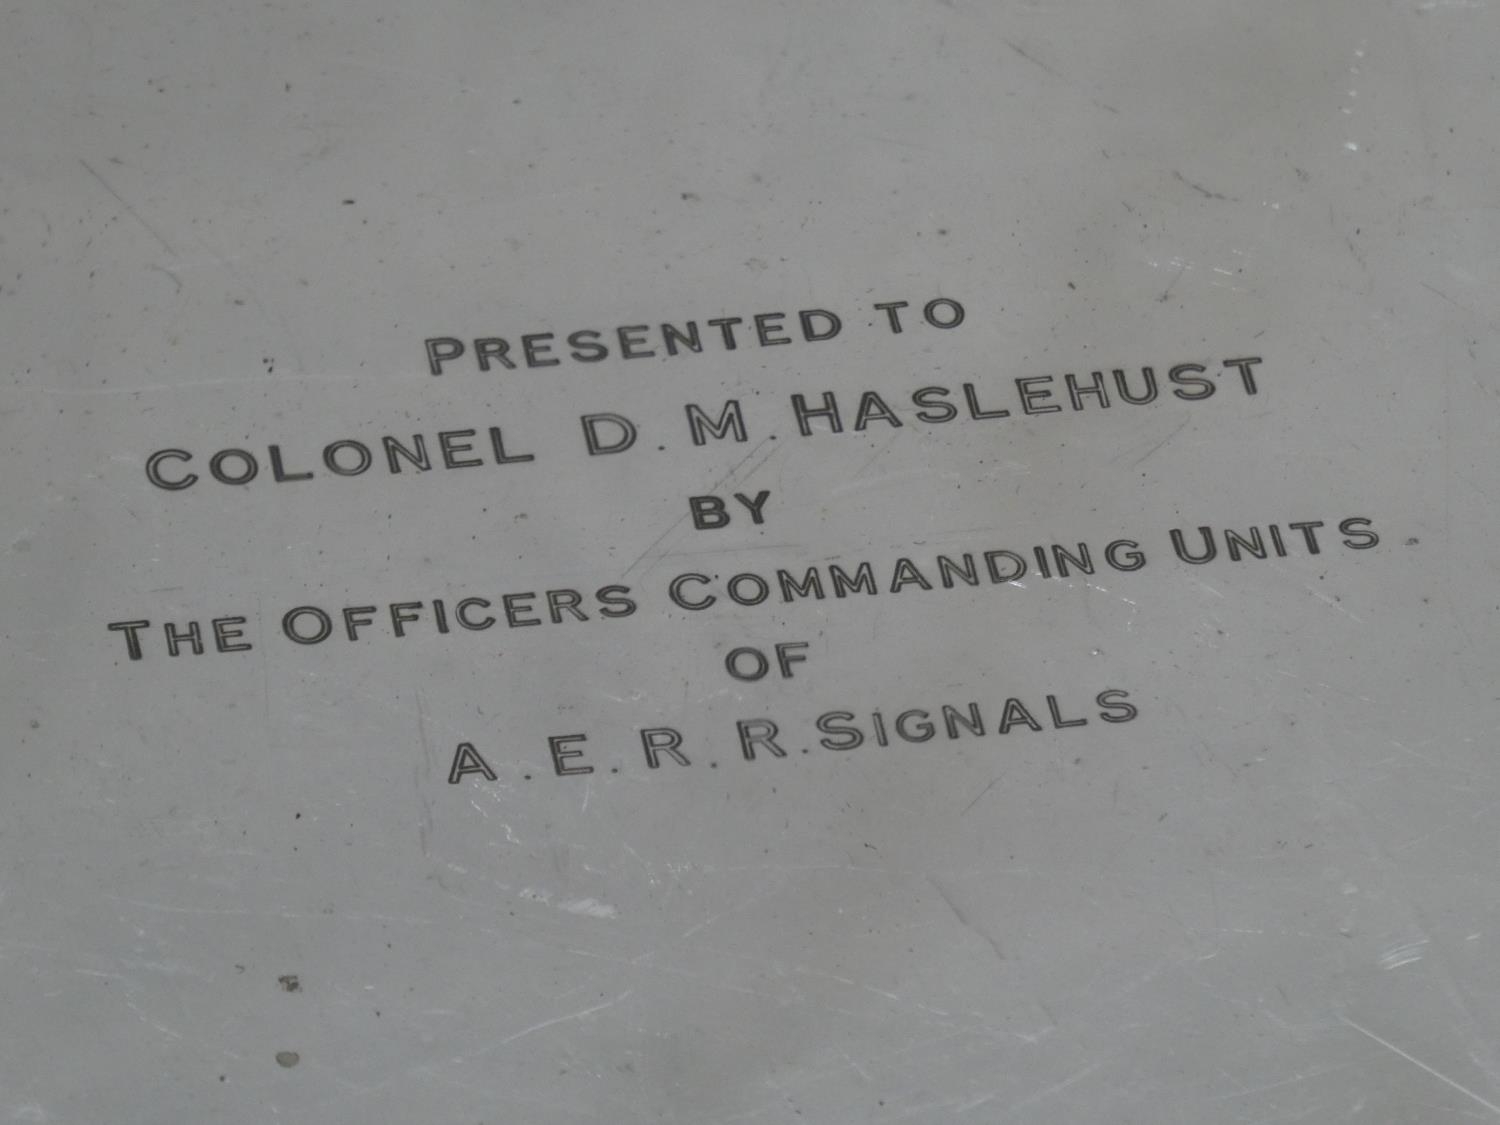 PRESENTED TO
COLONEL D.M.HASLEHUST
BY
THE OFFICERS COMMANDING UNITS
OF
A.E.R.R.SIGNALS